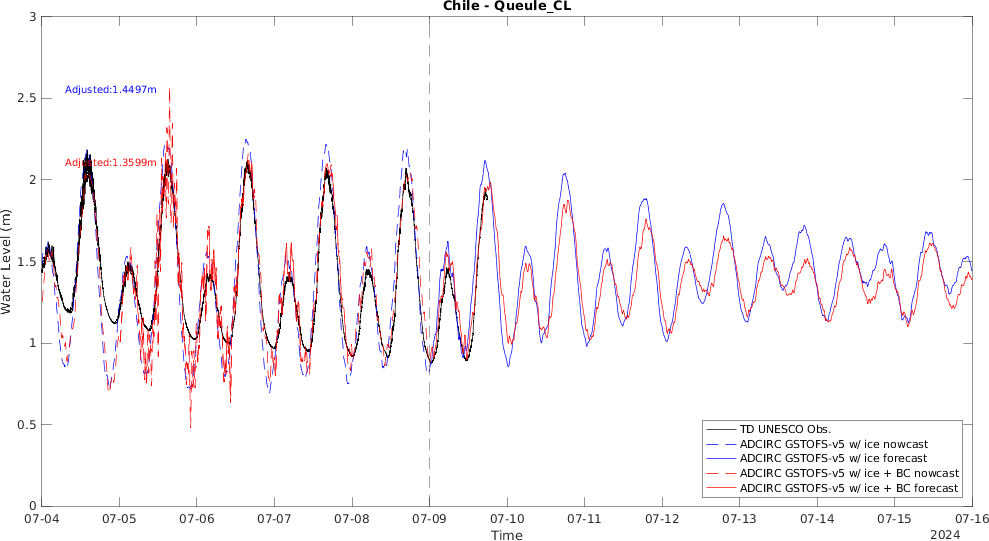 Chile - Queule_CL
3
2.5
2
1.5
1
0.5
0
Water Level (m)
Adjusted:1.4497m
Adjusted:1.3599m
TD UNESCO Obs.
ADCIRC GSTOFS-v5 w/ ice nowcast
ADCIRC GSTOFS-v5 w/ ice forecast
ADCIRC GSTOFS-v5 w/ ice + BC nowcast
ADCIRC GSTOFS-v5 w/ ice + BC forecast
07-04 07-05 07-06 07-07 07-08 07-09 07-10 07-11 07-12 07-13 07-14 07-15 07-16
Time
2024